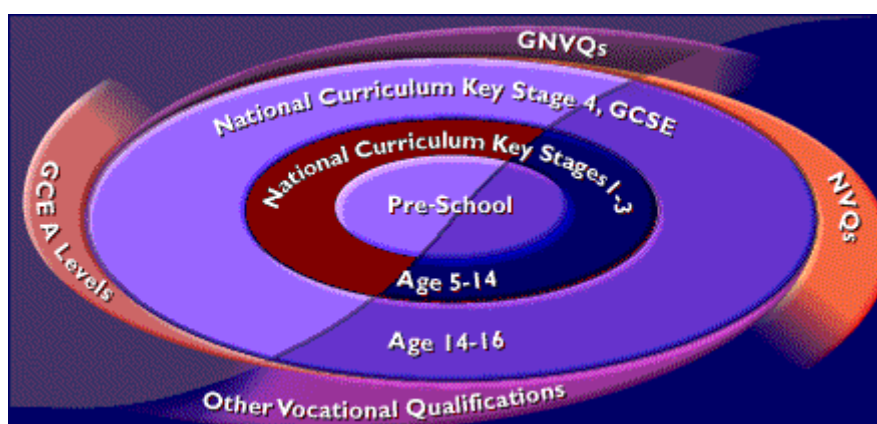 GNVQs
National Curriculum Key Stage 4, GCSE
National Curriculum Key Stages 1-3
Pre-School
GCE A Levels
NVQs
Age 5-14
Age 14-16
Other Vocational Qualifications